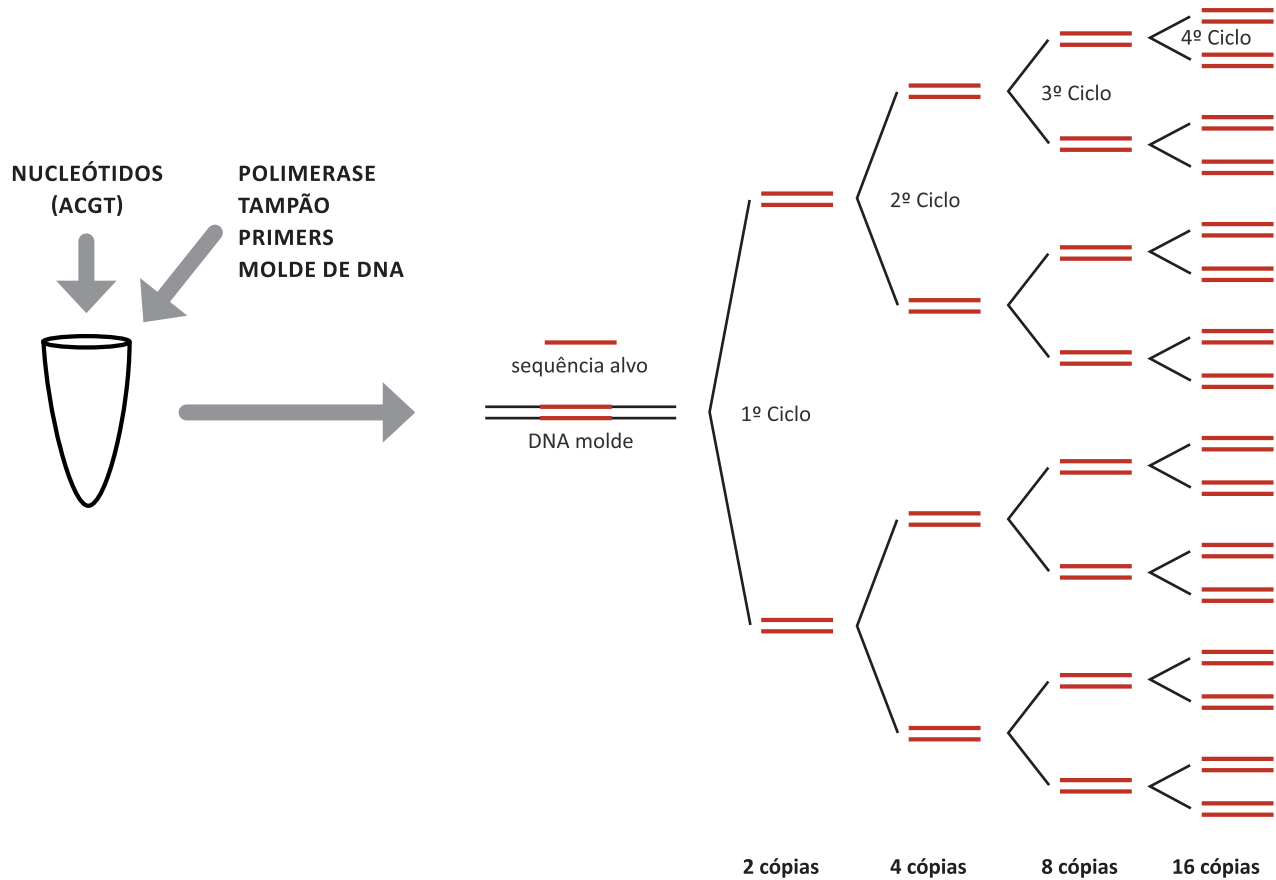 NUCLEÓTIDOS
(ACGT)
POLIMERASE
TAMPÃO
PRIMERS
MOLDE DE DNA
sequência alvo
DNA molde
1º Ciclo
2º Ciclo
3º Ciclo
4º Ciclo
2 cópias
4 cópias
8 cópias
16 cópias